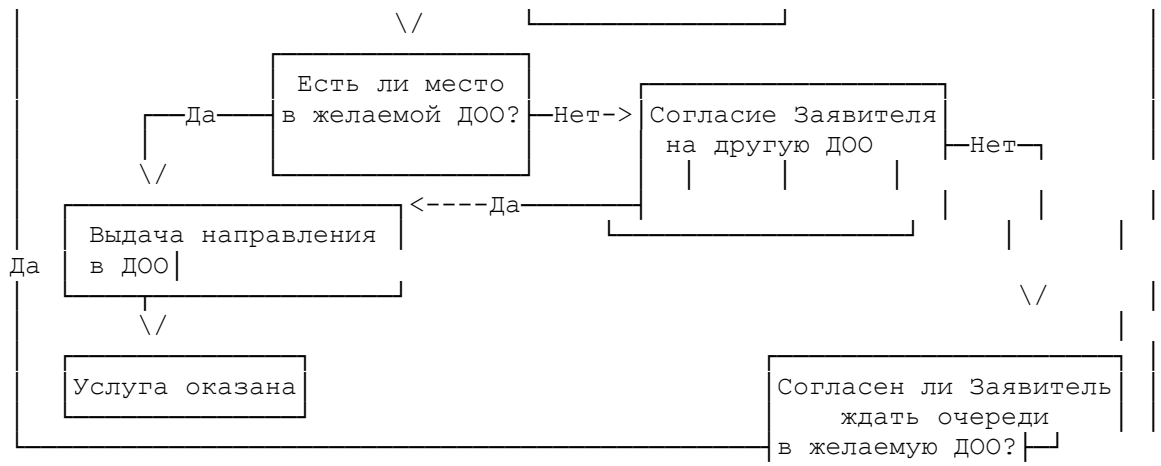 Есть ли место
Да в желаемой ДОО? Нет-> Согласие Заявителя
на другую ДОО Нет
<----Да
Выдача направления
Да в ДОО
Услуга оказана Согласен ли Заявитель
ждать очереди
в желаемую ДОО?